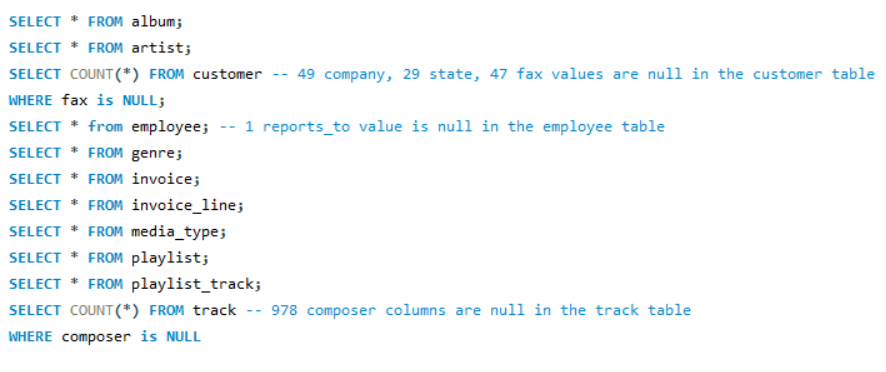 SELECT * FROM album;
SELECT * FROM artist;
SELECT COUNT(*) FROM customer -- 49 company, 29 state, 47 fax values are null in the customer table
WHERE fax is NULL;
SELECT * from employee; -- 1 reports_to value is null in the employee table
SELECT * FROM genre;
SELECT * FROM invoice;
SELECT * FROM invoice_line;
SELECT * FROM media_type;
SELECT * FROM playlist;
SELECT * FROM playlist_track;
SELECT COUNT(*) FROM track -- 978 composer columns are null in the track table
WHERE composer is NULL